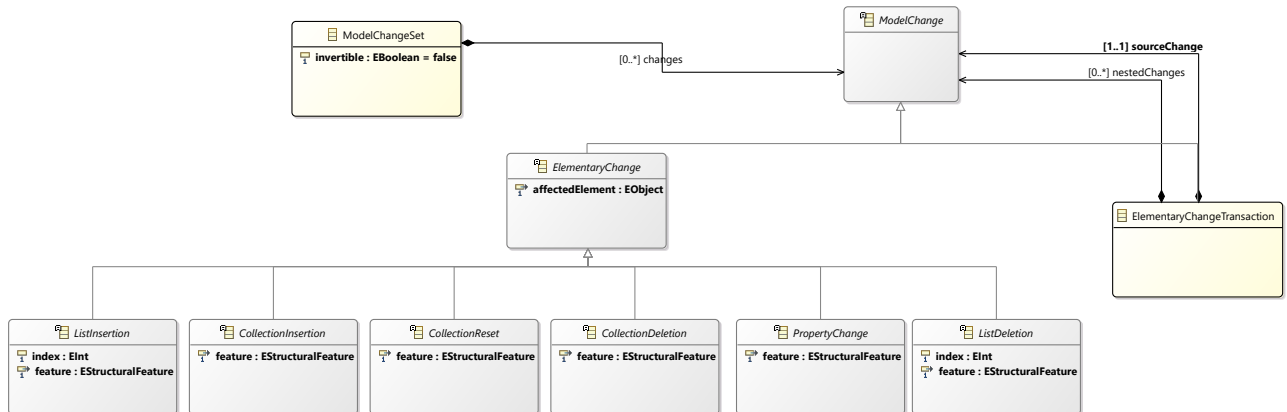 ModelChange
ModelChangeSet
invertible : EBoolean = false
[0..*] changes
[1..1] sourceChange
[0..*] nestedChanges
ElementaryChange
affectedElement : EObject
ElementaryChangeTransaction
ListInsertion
index : EInt
feature : EStructuralFeature
CollectionInsertion
feature : EStructuralFeature
CollectionReset
feature : EStructuralFeature
CollectionDeletion
feature : EStructuralFeature
PropertyChange
feature : EStructuralFeature
ListDeletion
index : EInt
feature : EStructuralFeature